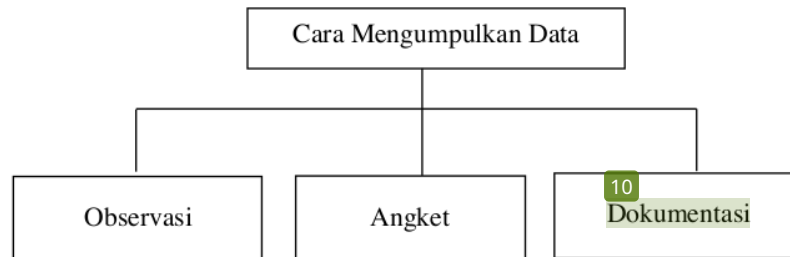 Cara Mengumpulkan Data
10
Observasi
Angket
Dokumentasi